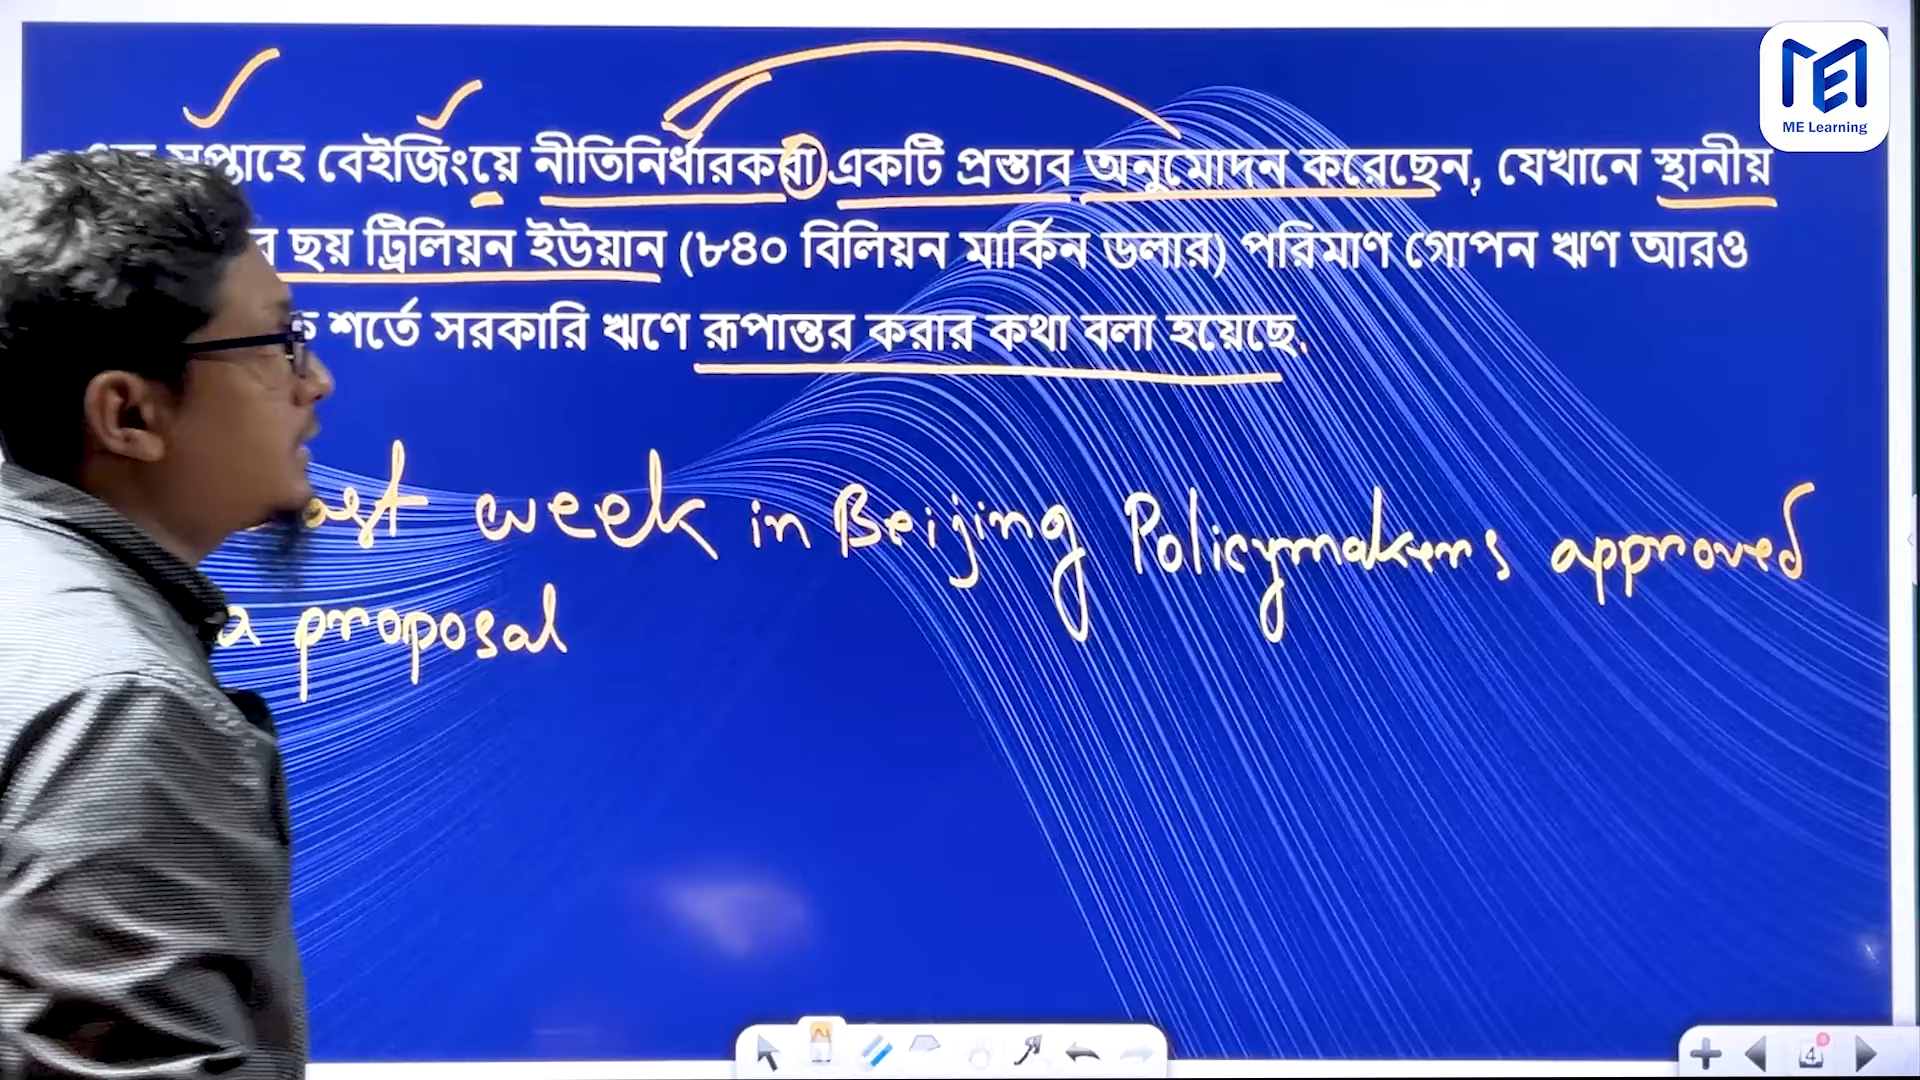 সপ্তাহে বেইজিংয়ে নীতিনির্ধারকরা একটি প্রস্তাব অনুমোদন করেছেন, যেখানে স্থানীয়
ছয় ট্রিলিয়ন ইউয়ান (৮৪০ বিলিয়ন মার্কিন ডলার) পরিমাণ গোপন ঋণ আরও
শর্তে সরকারি ঋণে রূপান্তর করার কথা বলা হয়েছে.
week in Beijing Policymakers approved
a proposal
ME Learning
4